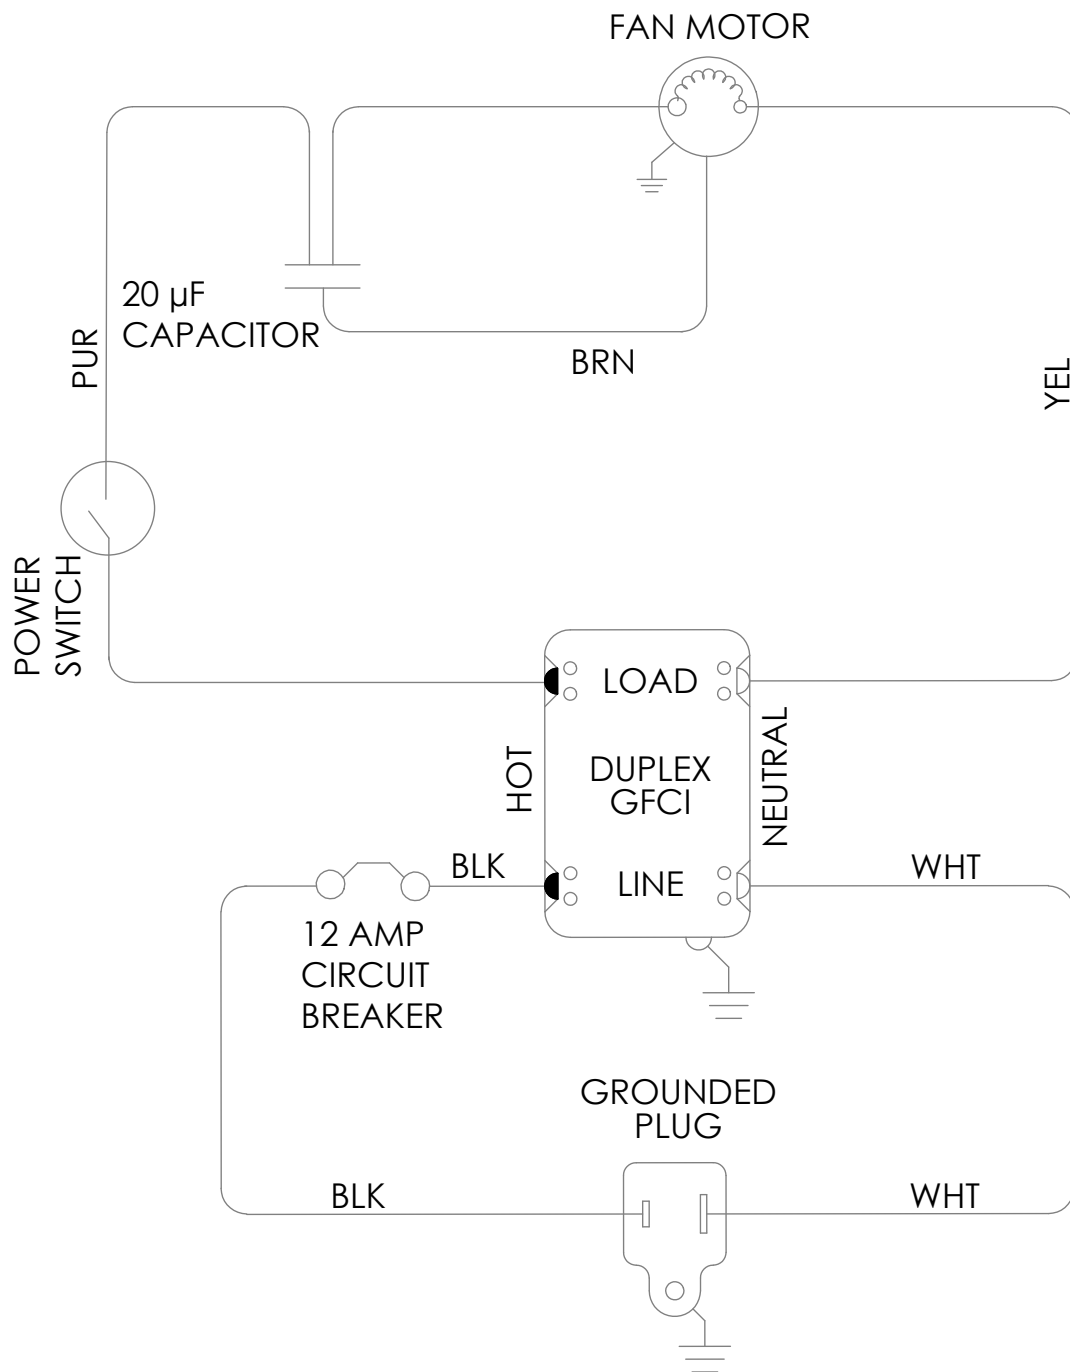 FAN MOTOR
20 µF
CAPACITOR
PUR
BRN
YEL
POWER
SWITCH
LOAD
HOT
DUPLEX
GFCI
NEUTRAL
BLK
LINE
WHT
12 AMP
CIRCUIT
BREAKER
GROUNDED
PLUG
BLK
WHT